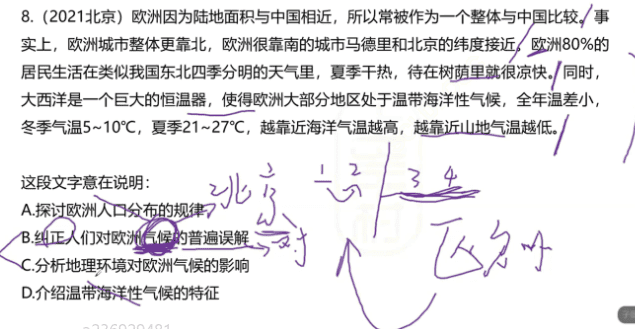 8.（2021北京）欧洲因为陆地面积与中国相近，所以常被作为一个整体与中国比较。事
实上，欧洲城市整体更靠北，欧洲很靠南的城市马德里和北京的纬度接近。欧洲80%的
居民生活在类似我国东北四季分明的天气里，夏季干热，待在树荫里就很凉快。同时，
大西洋是一个巨大的恒温器，使得欧洲大部分地区处于温带海洋性气候，全年温差小，
冬季气温5~10℃，夏季21~27℃，越靠近海洋气温越高，越靠近山地气温越低。
这段文字意在说明：
1 2 3 4
A.探讨欧洲人口分布的规律
B.纠正人们对欧洲气候的普遍误解
C.分析地理环境对欧洲气候的影响
D.介绍温带海洋性气候的特征